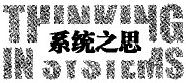 THINKING
系统之思
IN SYSTEMS